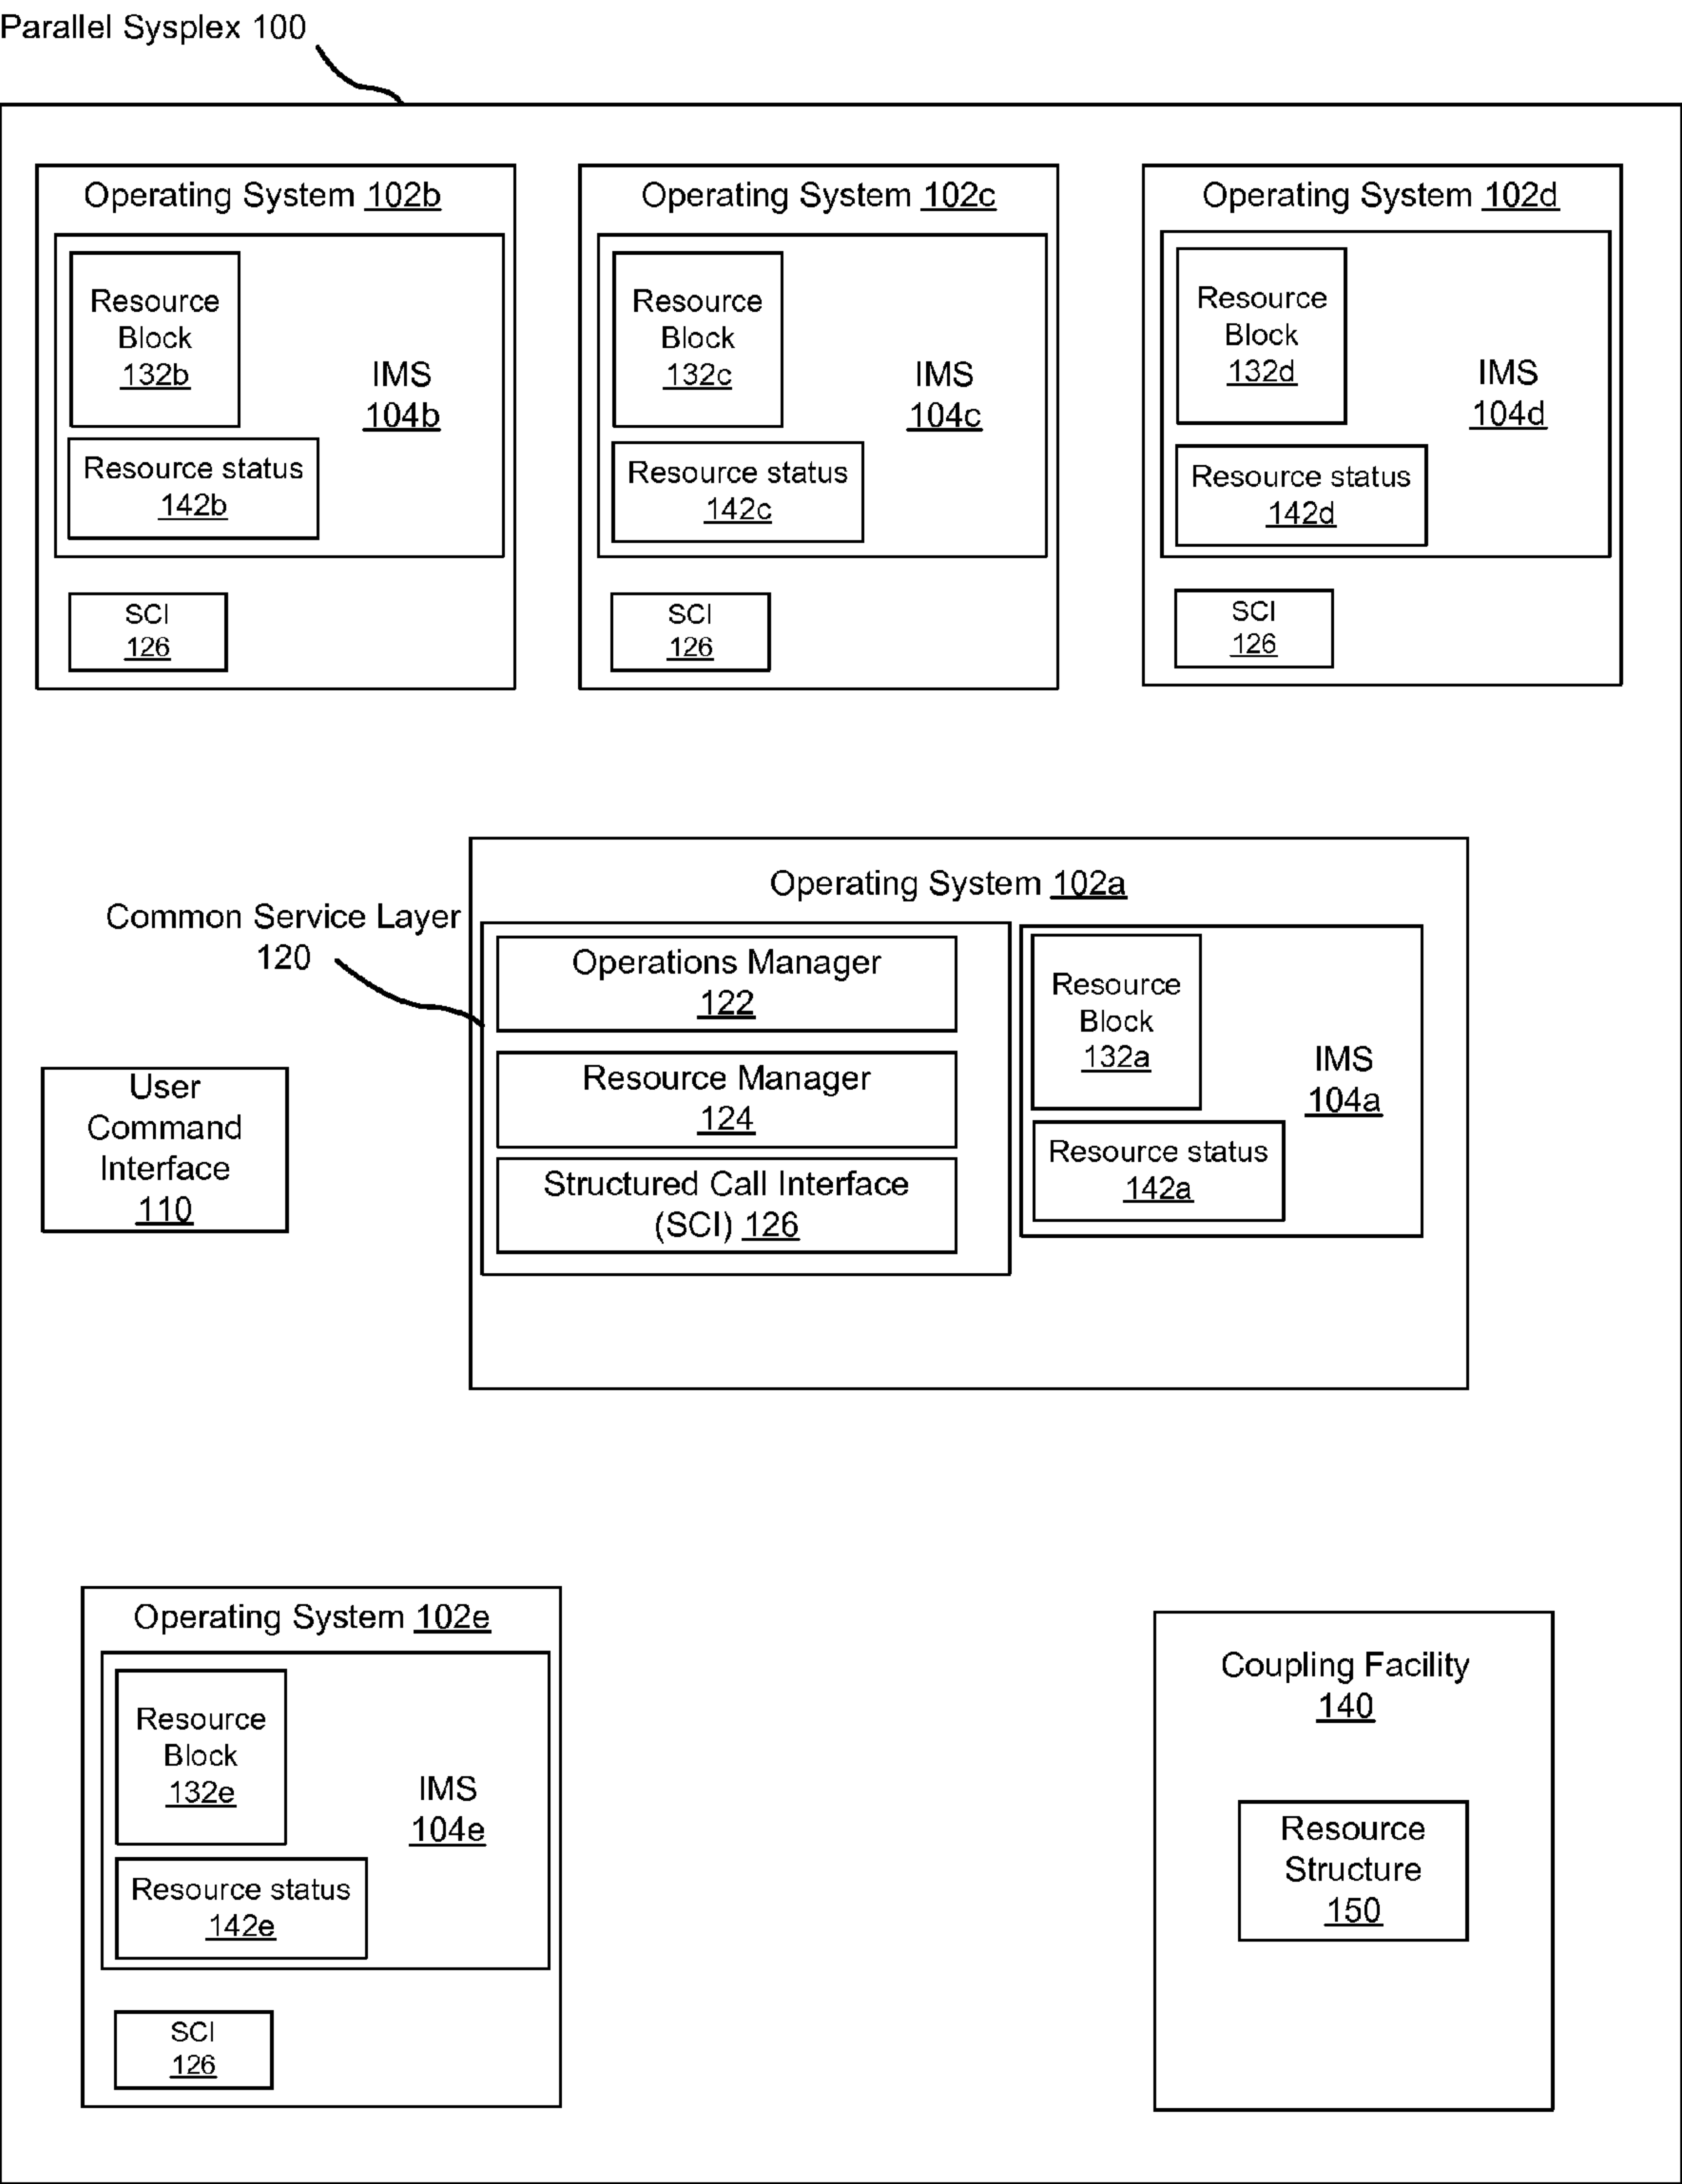 Parallel Sysplex 100
Operating System 102b
Resource
Block
132b
IMS
104b
Resource status
142b
SCI
126
Operating System 102c
Resource
Block
132c
IMS
104c
Resource status
142c
SCI
126
Operating System 102d
Resource
Block
132d
IMS
104d
Resource status
142d
SCI
126
Operating System 102a
Common Service Layer
120
Operations Manager
122
Resource Manager
124
Structured Call Interface
(SCI) 126
Resource
Block
132a
IMS
104a
Resource status
142a
User
Command
Interface
110
Operating System 102e
Resource
Block
132e
IMS
104e
Resource status
142e
SCI
126
Coupling Facility
140
Resource
Structure
150